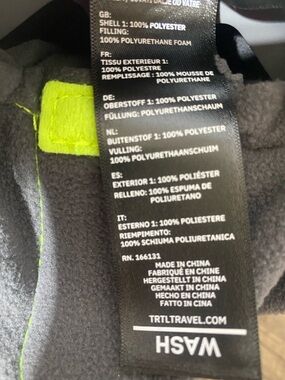 GB:
SHELL 1: 100% POLYESTER
FILLING:
100% POLYURETHANE FOAM
FR:
TISSU EXTERIEUR 1:
100% POLYESTRE
REMPLISSAGE : 100% MOUSSE DE
POLYURETHANE
DE:
OBERSTOFF 1: 100% POLYESTER
FÜLLUNG: POLYURETHANSCHAUM
NL:
BUITENSTOF 1: 100% POLYESTER
VULLING:
100% POLYURETHAANSCHUIM
ES:
EXTERIOR 1: 100% POLIÉSTER
RELLENO: 100% ESPUMA DE
POLIURETANO
IT:
ESTERNO 1: 100% POLIESTERE
RIEMPIMENTO:
100% SCHIUMA POLIURETANICA
RN. 166131
MADE IN CHINA
FABRIQUÉ EN CHINE
HERGESTELLT IN CHINA
GEMAAKT IN CHINA
HECHO EN CHINA
FATTO IN CINA
TRTLTRAVEL.COM
WASH